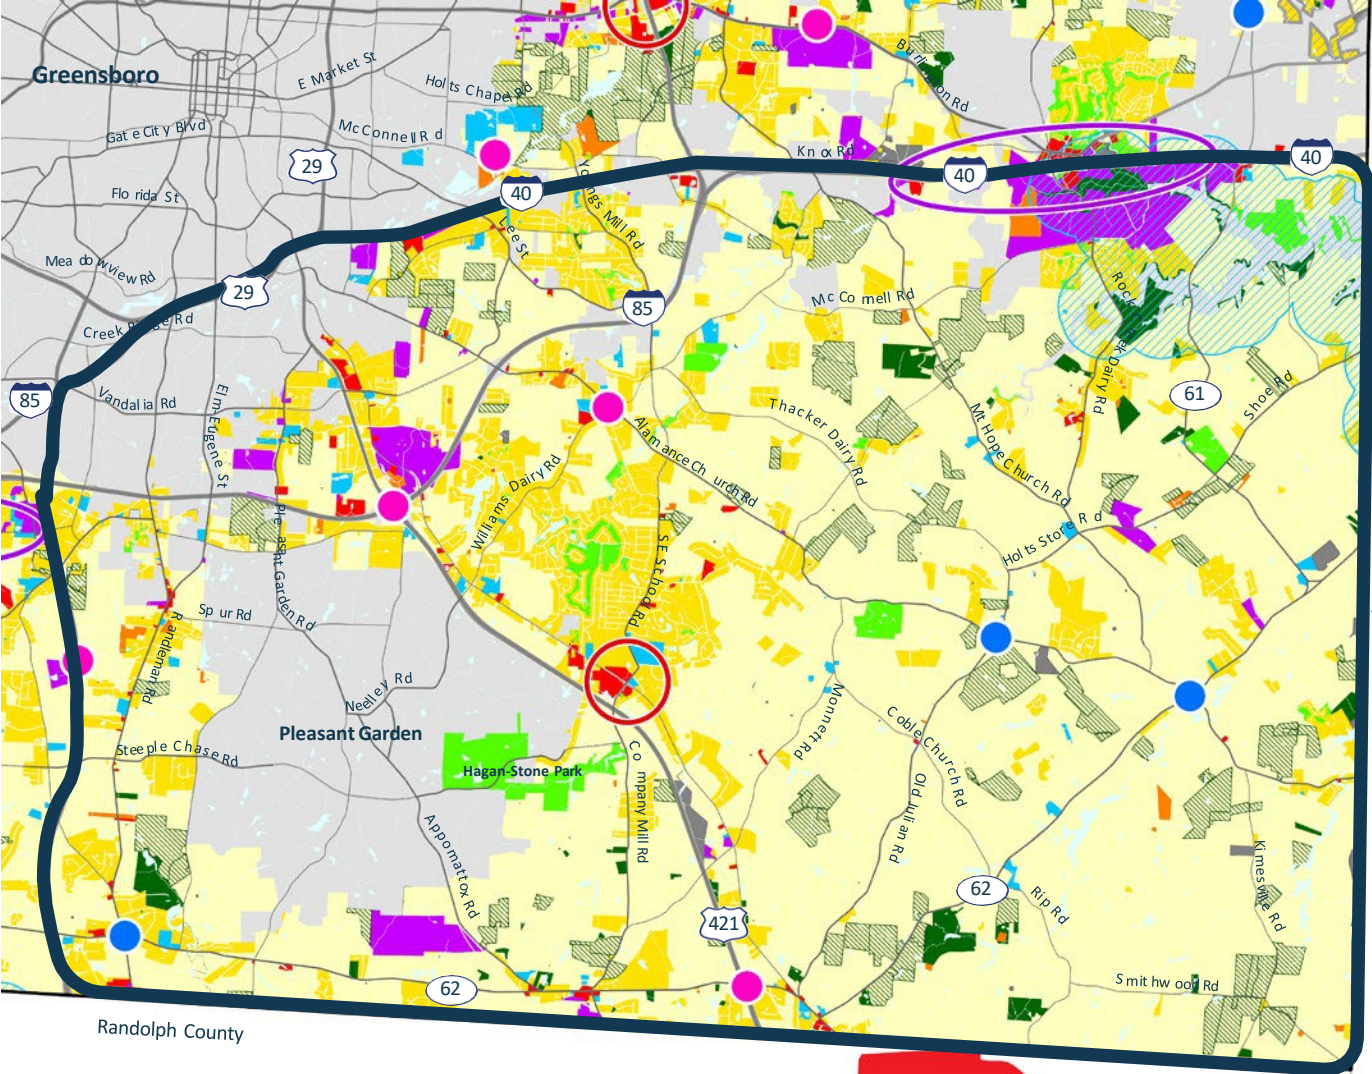 Greensboro
E Market St
Holts Chapel Rd
Burlington Rd
Gate City Blvd
McConnell Rd
Knox Rd
29
40
40
40
Florida St
Youngs Mill Rd
Lee St
Meadowview Rd
29
85
McConnell Rd
Creek Ridge Rd
85
Vandalia Rd
Elm-Eugene St
61
Shoe Rd
Thacker Dairy Rd
Alamance Church Rd
Mt Hope Church Rd
Williams Dairy Rd
Holts Store Rd
Pleasant Garden Rd
SE School Rd
Spur Rd
Randleman Rd
Neelley Rd
Monnett Rd
Coble Church Rd
Pleasant Garden
Steeple Chase Rd
Hagan-Stone Park
Company Mill Rd
Old Julian Rd
Appomattox Rd
Kimesville Rd
62
Rip Rd
421
62
Smithwood Rd
Randolph County